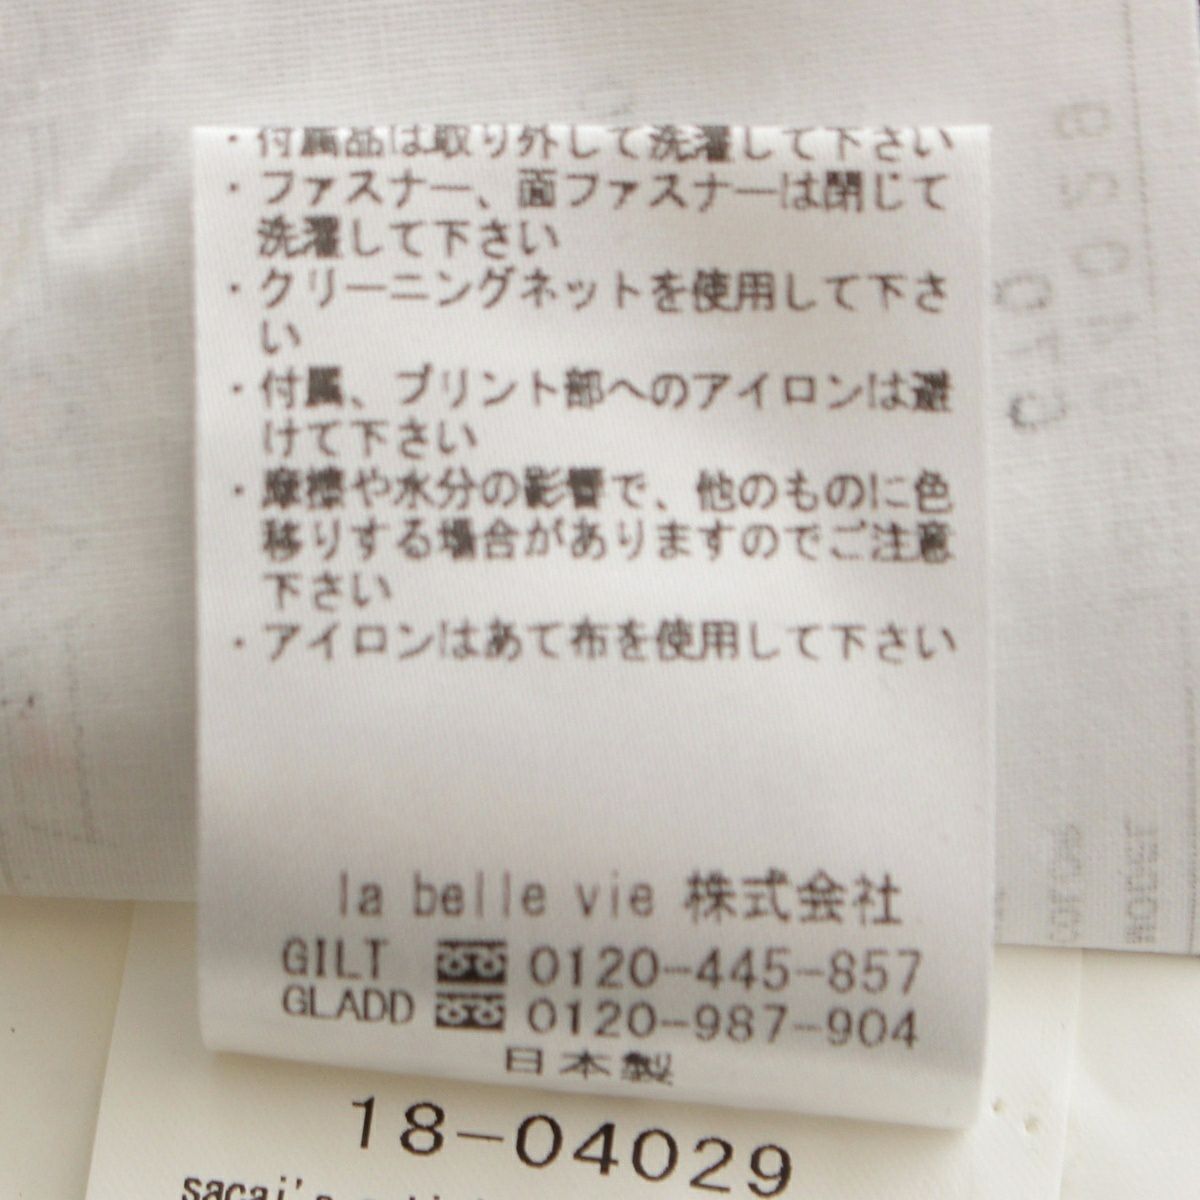 ・付属品は取り外して洗濯して下さい
・ファスナー、面ファスナーは閉じて
洗濯して下さい
・クリーニングネットを使用して下さ
い
・付属、プリント部へのアイロンは避
けて下さい
・摩擦や水分の影響で、他のものに色
移りする場合がありますのでご注意
下さい
・アイロンはあて布を使用して下さい
la belle vie 株式会社
GILT 0120-445-857
GLADD 0120-987-904
日本製
18-04029
sacai's